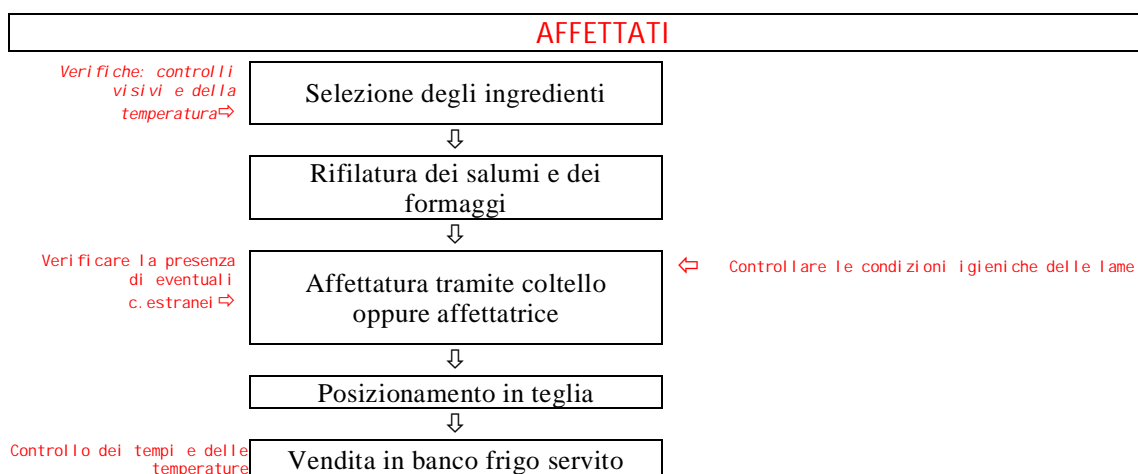 AFFETTATI
Verifiche: controlli
visivi e della
temperatura⇨
Selezione degli ingredienti
⇩
Rifilatura dei salumi e dei
formaggi
⇩
Verificare la presenza
di eventuali
c.estranei ⇨
Affettatura tramite coltello
oppure affettatrice
⇦ Controllare le condizioni igieniche delle lame
⇩
Posizionamento in teglia
⇩
Controllo dei tempi e delle
temperature
Vendita in banco frigo servito